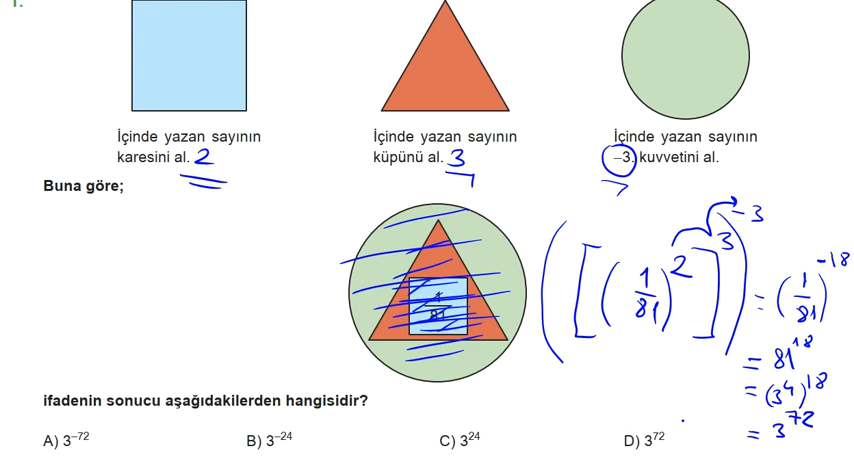 1.
İçinde yazan sayının
karesini al. 2
İçinde yazan sayının
küpünü al. 3
İçinde yazan sayının
–3. kuvvetini al.
Buna göre;
1/81
([(1/81)^2]^3)^-3 = (1/81)^-18
= 81^18
= (3^4)^18
= 3^72
ifadenin sonucu aşağıdakilerden hangisidir?
A) 3^–72 B) 3^–24 C) 3^24 D) 3^72